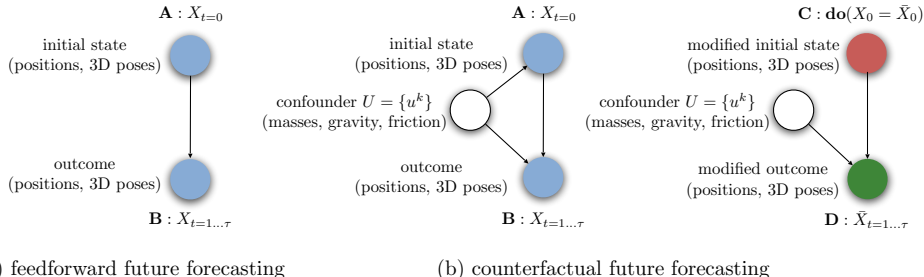 A : X_{t=0}
initial state
(positions, 3D poses)
outcome
(positions, 3D poses)
B : X_{t=1...τ}
) feedforward future forecasting
A : X_{t=0}
initial state
(positions, 3D poses)
confounder U = {u^k}
(masses, gravity, friction)
outcome
(positions, 3D poses)
B : X_{t=1...τ}
C : do(X_0 = X̄_0)
modified initial state
(positions, 3D poses)
confounder U = {u^k}
(masses, gravity, friction)
modified outcome
(positions, 3D poses)
D : X̄_{t=1...τ}
(b) counterfactual future forecasting